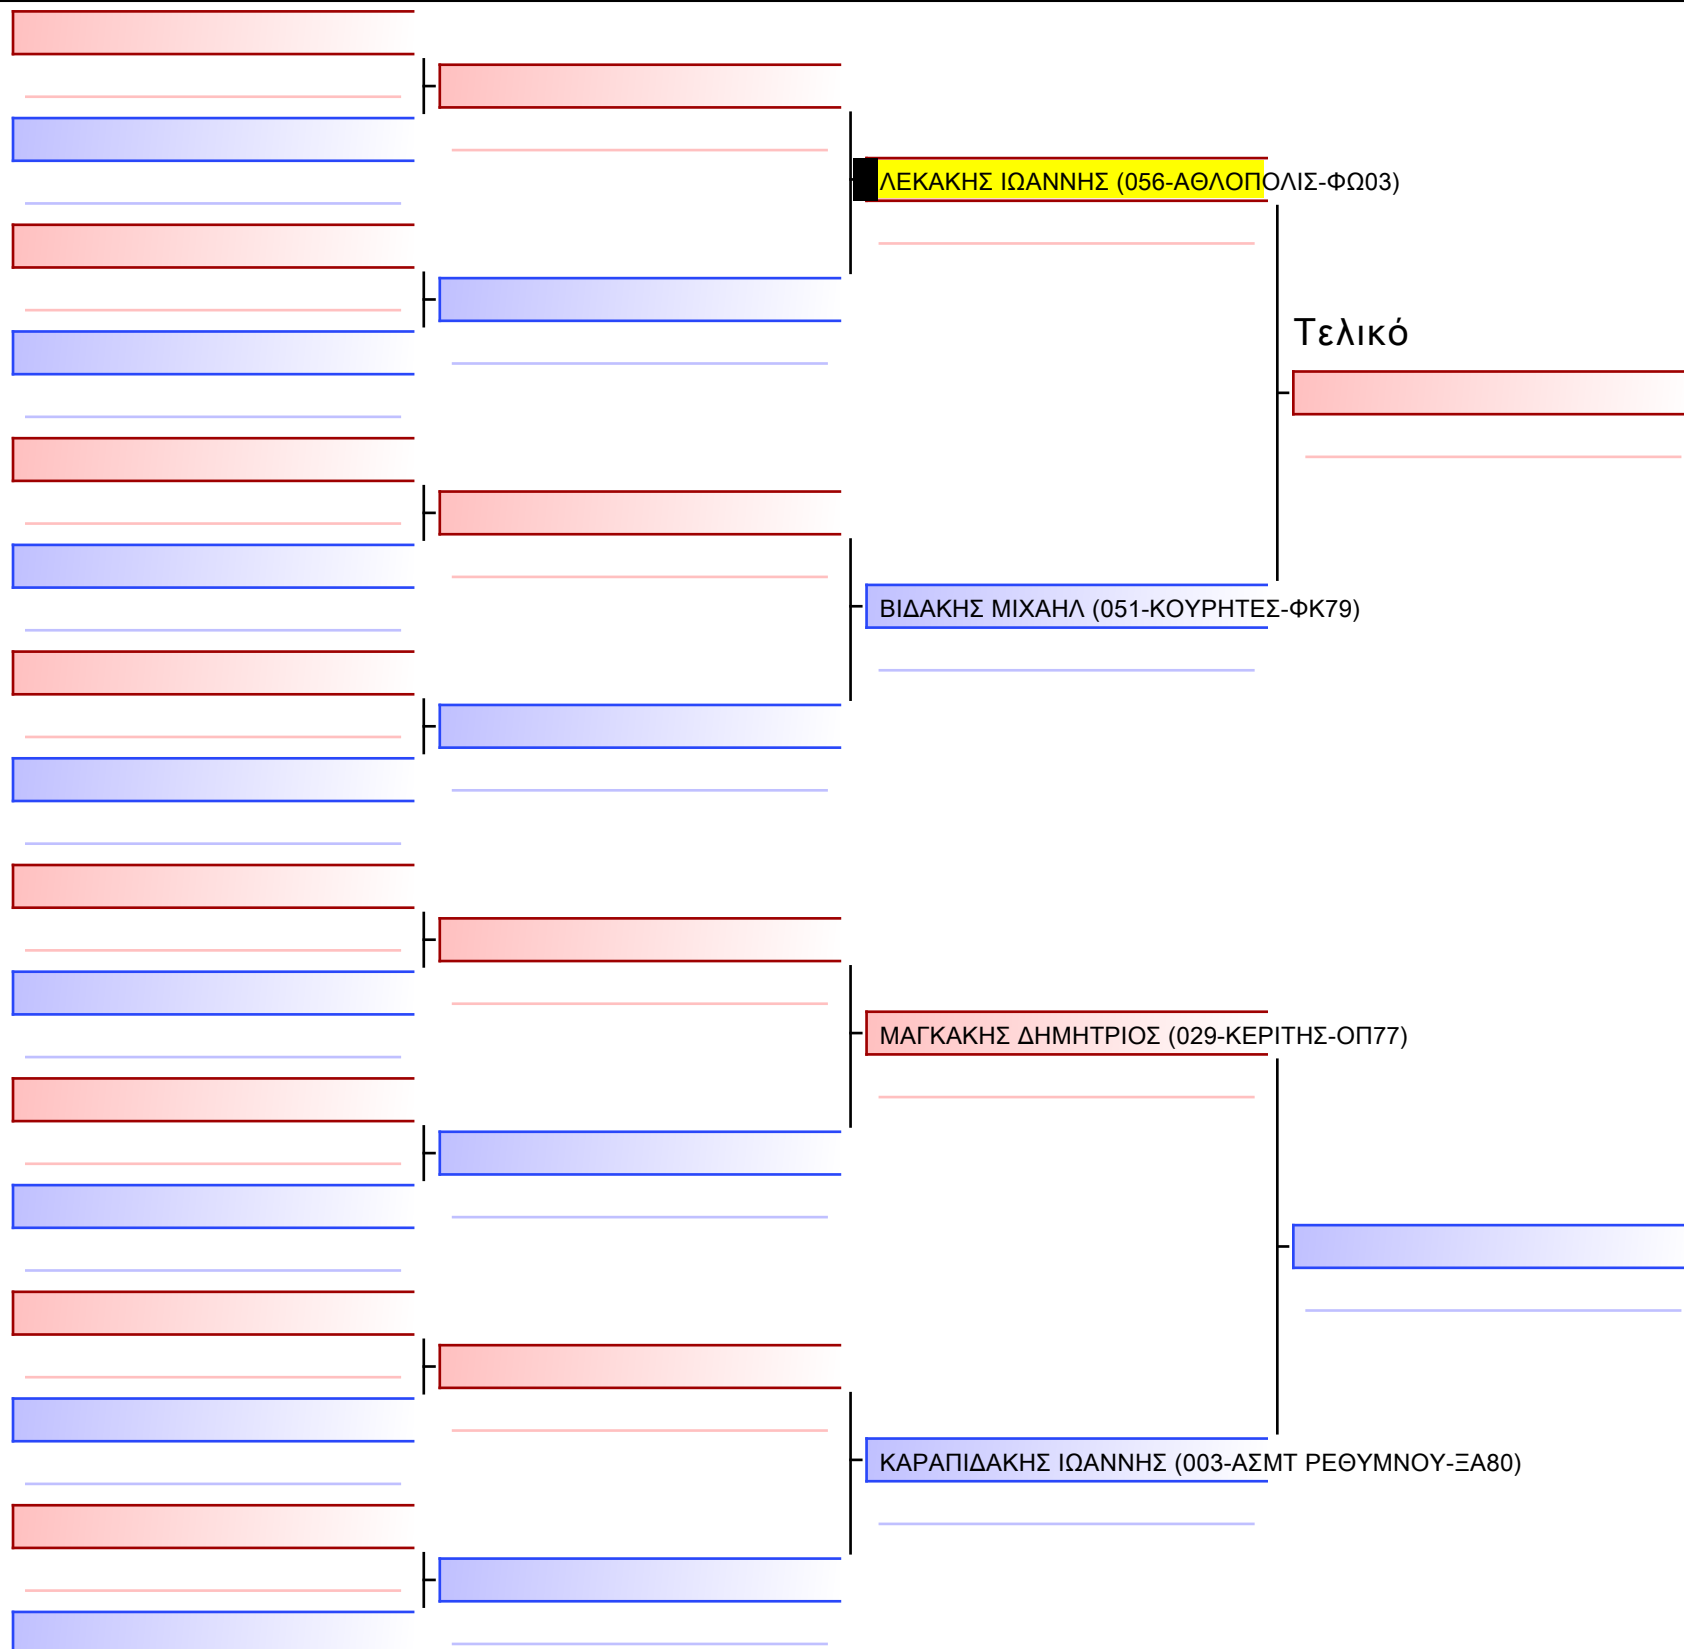 ΛΕΚΑΚΗΣ ΙΩΑΝΝΗΣ (056-ΑΘΛΟΠΟΛΙΣ-ΦΩ03)
Τελικό
ΒΙΔΑΚΗΣ ΜΙΧΑΗΛ (051-ΚΟΥΡΗΤΕΣ-ΦΚ79)
ΜΑΓΚΑΚΗΣ ΔΗΜΗΤΡΙΟΣ (029-ΚΕΡΙΤΗΣ-ΟΠ77)
ΚΑΡΑΠΙΔΑΚΗΣ ΙΩΑΝΝΗΣ (003-ΑΣΜΤ ΡΕΘΥΜΝΟΥ-ΞΑ80)